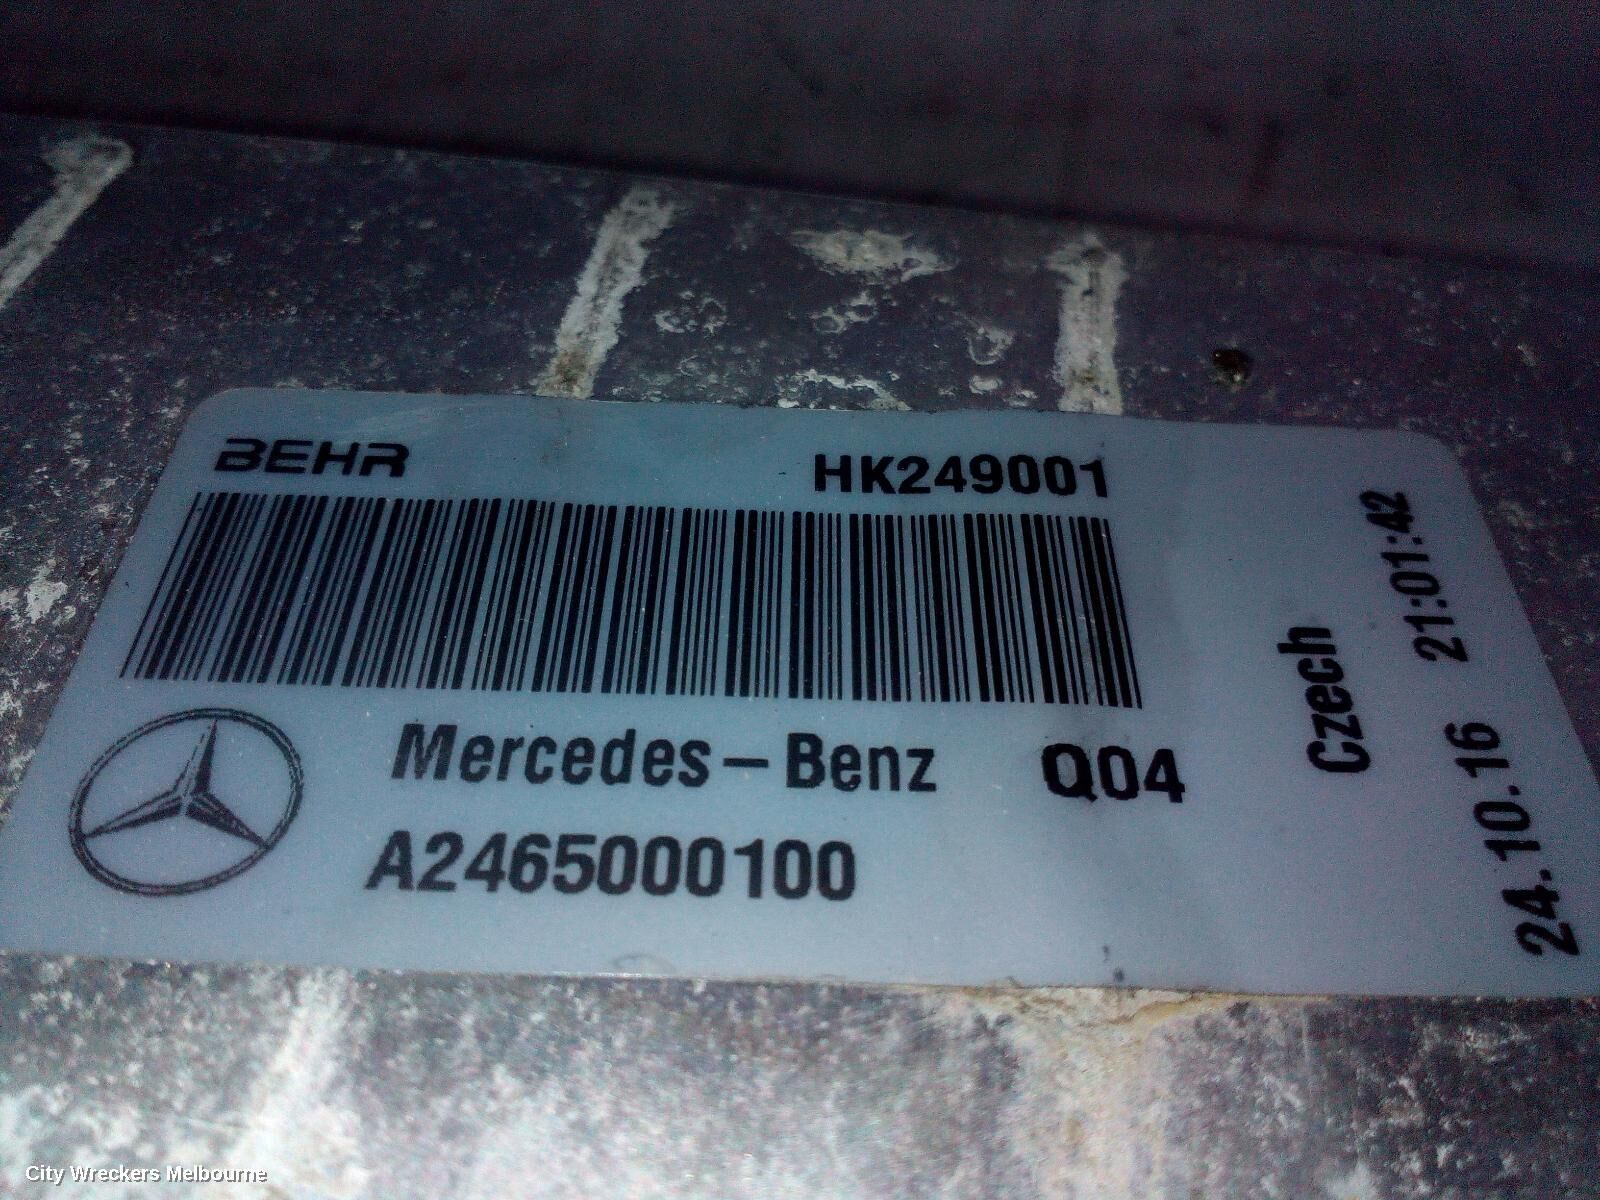 BEHR HK249001
Mercedes-Benz Q04
A2465000100
Czech
24.10.16 21:01:42
City Wreckers Melbourne